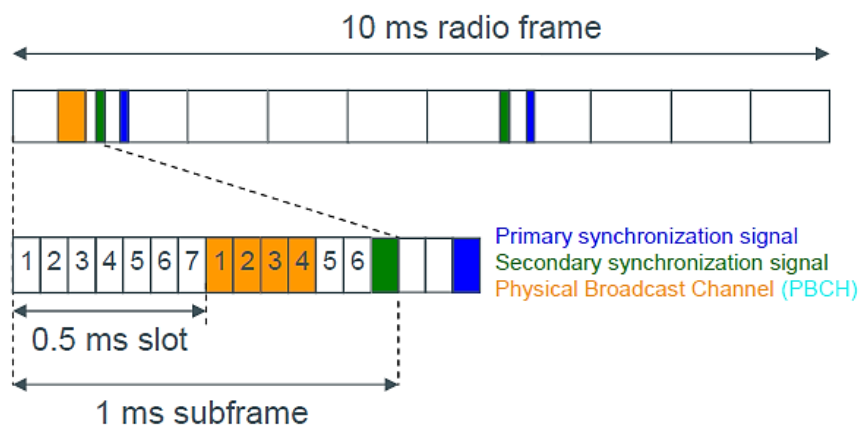 10 ms radio frame
1 2 3 4 5 6 7 1 2 3 4 5 6
Primary synchronization signal
Secondary synchronization signal
Physical Broadcast Channel (PBCH)
0.5 ms slot
1 ms subframe